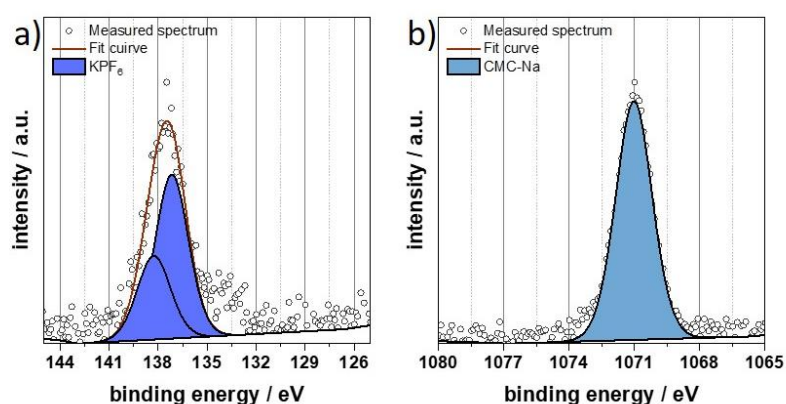 a)
Measured spectrum
Fit cuirve
KPF₆
intensity / a.u.
144 141 138 135 132 129 126
binding energy / eV
b)
Measured spectrum
Fit curve
CMC-Na
intensity / a.u.
1080 1077 1074 1071 1068 1065
binding energy / eV